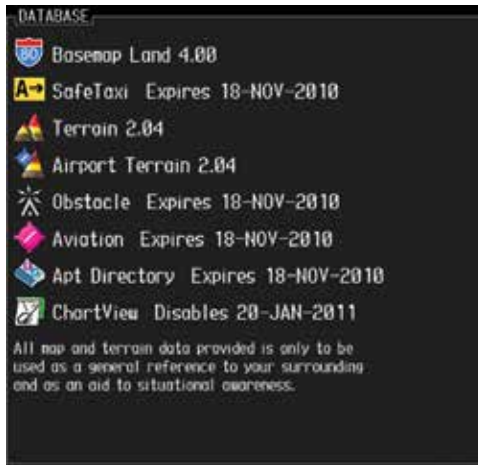 DATABASE
80 Basemap Land 4.00
A→ SafeTaxi Expires 18-NOV-2010
Terrain 2.04
Airport Terrain 2.04
Obstacle Expires 18-NOV-2010
Aviation Expires 18-NOV-2010
Apt Directory Expires 18-NOV-2010
ChartView Disables 20-JAN-2011
All map and terrain data provided is only to be
used as a general reference to your surrounding
and as an aid to situational awareness.